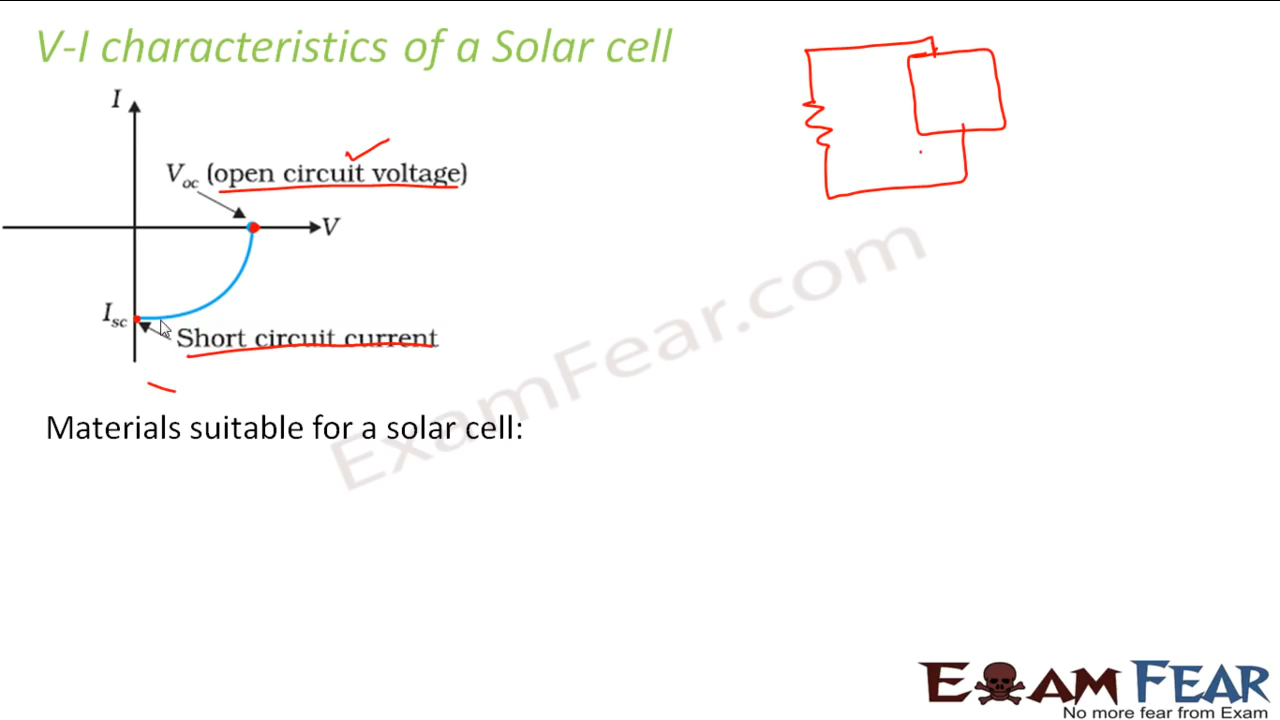 V-I characteristics of a Solar cell
I
Voc (open circuit voltage)
V
Isc
Short circuit current
Materials suitable for a solar cell:
ExamFear.com
EXAM FEAR
No more fear from Exam